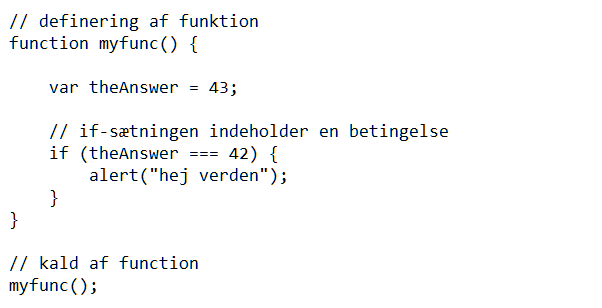 // definering af funktion
function myfunc() {
var theAnswer = 43;
// if-sætningen indeholder en betingelse
if (theAnswer === 42) {
alert("hej verden");
}
}
// kald af function
myfunc();